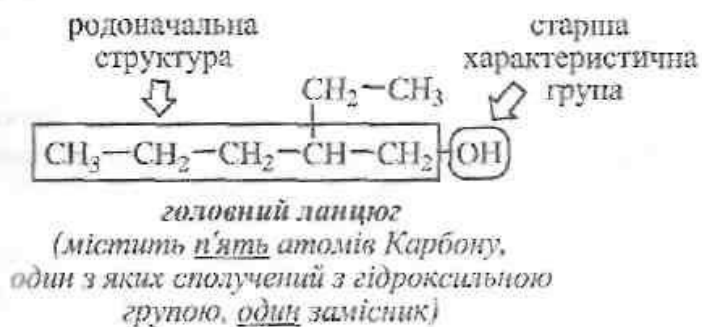 родоначальна
структура
старша
характеристична
група
CH₂—CH₃
CH₃—CH₂—CH₂—CH—CH₂—OH
головний ланцюг
(містить п'ять атомів Карбону,
один з яких сполучений з гідроксильною
групою, один замісник)